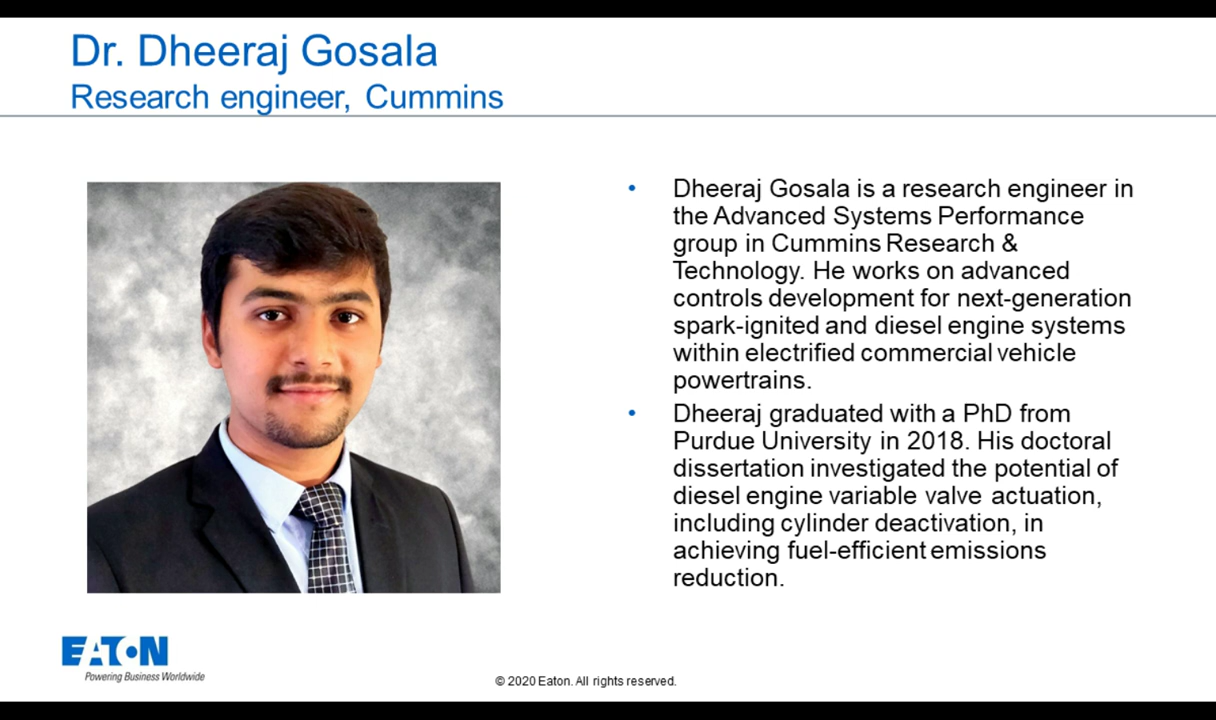 Dr. Dheeraj Gosala
Research engineer, Cummins
• Dheeraj Gosala is a research engineer in
the Advanced Systems Performance
group in Cummins Research &
Technology. He works on advanced
controls development for next-generation
spark-ignited and diesel engine systems
within electrified commercial vehicle
powertrains.
• Dheeraj graduated with a PhD from
Purdue University in 2018. His doctoral
dissertation investigated the potential of
diesel engine variable valve actuation,
including cylinder deactivation, in
achieving fuel-efficient emissions
reduction.
EATON
Powering Business Worldwide
© 2020 Eaton. All rights reserved.